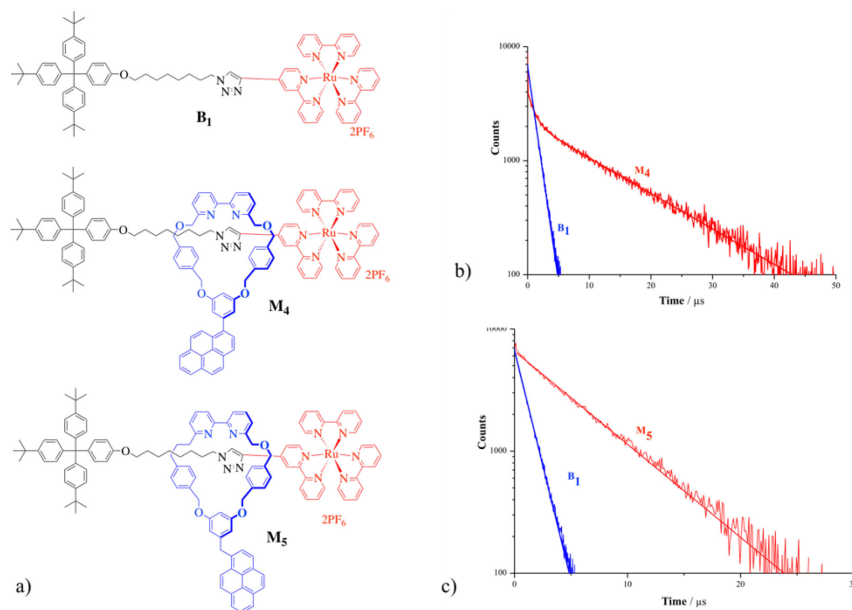 O
N
N=N
N
N
N
Ru
N
N
N
B₁
2PF₆
N
N
O
O
O
N
N=N
N
N
N
Ru
N
N
N
2PF₆
O
O
M₄
N
N
O
O
N
N=N
N
N
N
Ru
N
N
N
2PF₆
O
O
M₅
a)
10000
Counts
1000
100
M₄
B₁
0
10
20
30
40
50
Time / µs
b)
10000
Counts
1000
100
M₅
B₁
0
10
20
30
Time / µs
c)